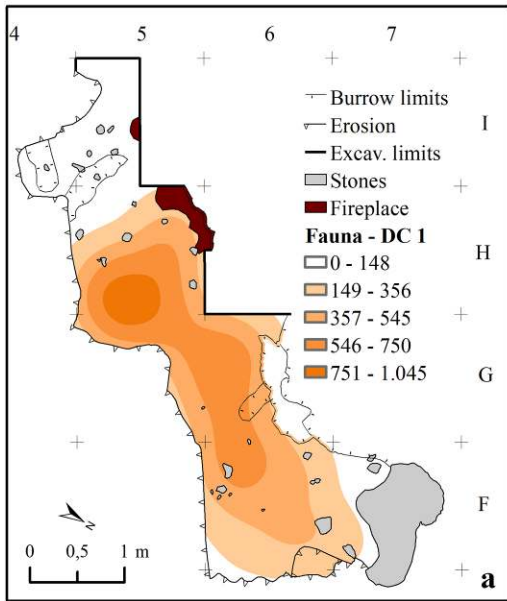 4 5 6 7
Burrow limits
I
Erosion
Excav. limits
Stones
Fireplace
Fauna - DC 1
H
0 - 148
149 - 356
357 - 545
546 - 750
G
751 - 1.045
F
N
0 0,5 1 m
a